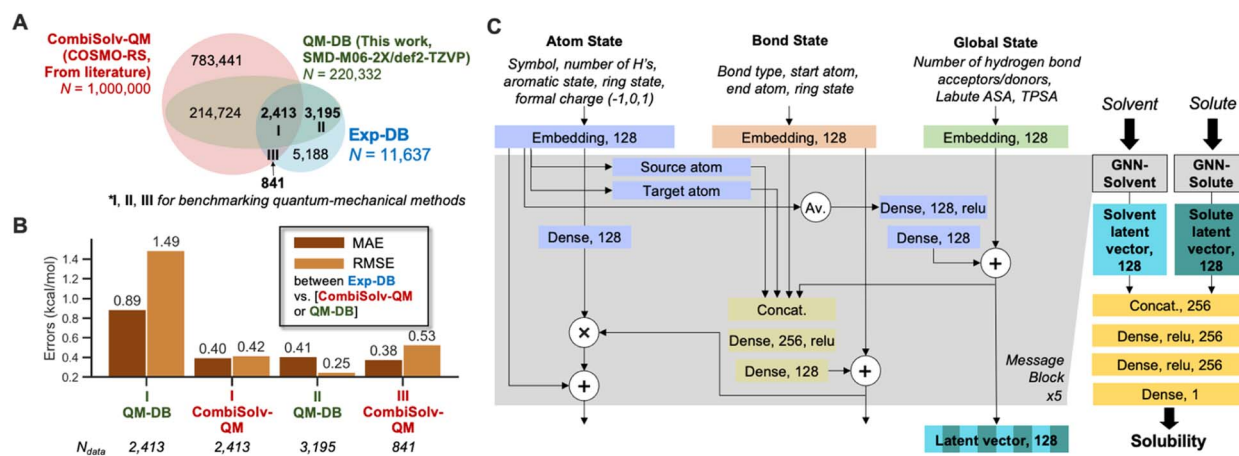 A
CombiSolv-QM
(COSMO-RS,
From literature)
N = 1,000,000
783,441
QM-DB (This work,
SMD-M06-2X/def2-TZVP)
N = 220,332
214,724
2,413
I
3,195
II
III
5,188
841
Exp-DB
N = 11,637
*I, II, III for benchmarking quantum-mechanical methods
B
Errors (kcal/mol)
1.4
1.2
1.0
0.8
0.6
0.4
0.2
0.89
1.49
0.40
0.42
0.41
0.25
0.38
0.53
MAE
RMSE
between Exp-DB
vs. [CombiSolv-QM
or QM-DB]
I
QM-DB
I
CombiSolv-
QM
II
QM-DB
III
CombiSolv-
QM
Ndata
2,413
2,413
3,195
841
C
Atom State
Symbol, number of H's,
aromatic state, ring state,
formal charge (-1,0,1)
Embedding, 128
Bond State
Bond type, start atom,
end atom, ring state
Embedding, 128
Global State
Number of hydrogen bond
acceptors/donors,
Labute ASA, TPSA
Embedding, 128
Source atom
Target atom
Av.
Dense, 128, relu
Dense, 128
Dense, 128
+
Concat.
Dense, 256, relu
Dense, 128
×
+
+
Message
Block
x5
Latent vector, 128
Solvent
Solute
GNN-
Solvent
GNN-
Solute
Solvent
latent
vector,
128
Solute
latent
vector,
128
Concat., 256
Dense, relu, 256
Dense, relu, 256
Dense, 1
Solubility